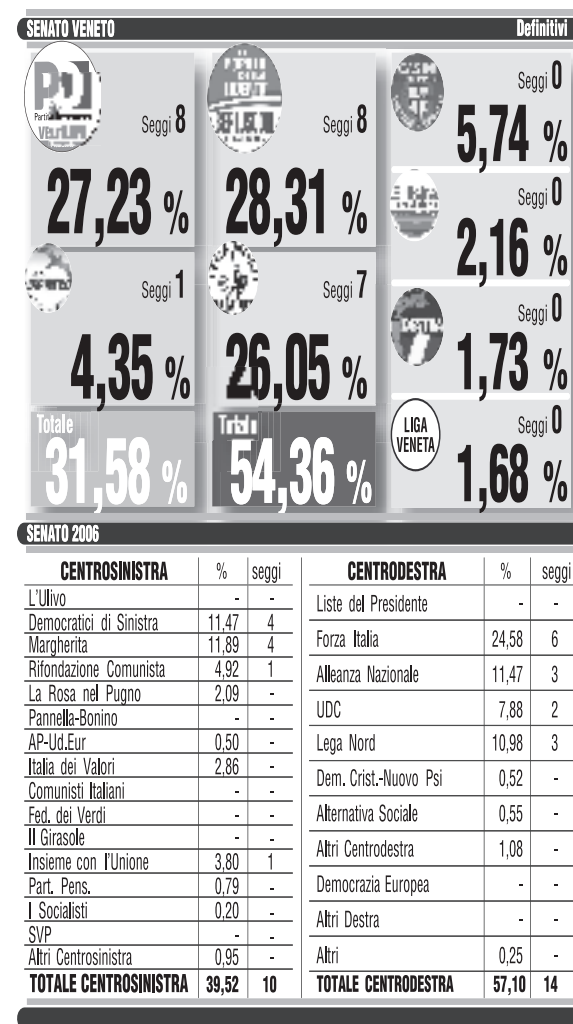 SENATO VENETO Definitivi
PD
Seggi 8
27,23 %
Seggi 8
28,31 %
Seggi 0
5,74 %
Seggi 0
2,16 %
Seggi 1
4,35 %
Seggi 7
26,05 %
Seggi 0
1,73 %
Totale
31,58 %
Totale
54,36 %
LIGA
VENETA
Seggi 0
1,68 %
SENATO 2006
CENTROSINISTRA % seggi
L'Ulivo - -
Democratici di Sinistra 11,47 4
Margherita 11,89 4
Rifondazione Comunista 4,92 1
La Rosa nel Pugno 2,09 -
Pannella-Bonino - -
AP-Ud.Eur 0,50 -
Italia dei Valori 2,86 -
Comunisti Italiani - -
Fed. dei Verdi - -
Il Girasole - -
Insieme con l'Unione 3,80 1
Part. Pens. 0,79 -
I Socialisti 0,20 -
SVP - -
Altri Centrosinistra 0,95 -
TOTALE CENTROSINISTRA 39,52 10
CENTRODESTRA % seggi
Liste del Presidente - -
Forza Italia 24,58 6
Alleanza Nazionale 11,47 3
UDC 7,88 2
Lega Nord 10,98 3
Dem. Crist.-Nuovo Psi 0,52 -
Alternativa Sociale 0,55 -
Altri Centrodestra 1,08 -
Democrazia Europea - -
Altri Destra - -
Altri 0,25 -
TOTALE CENTRODESTRA 57,10 14